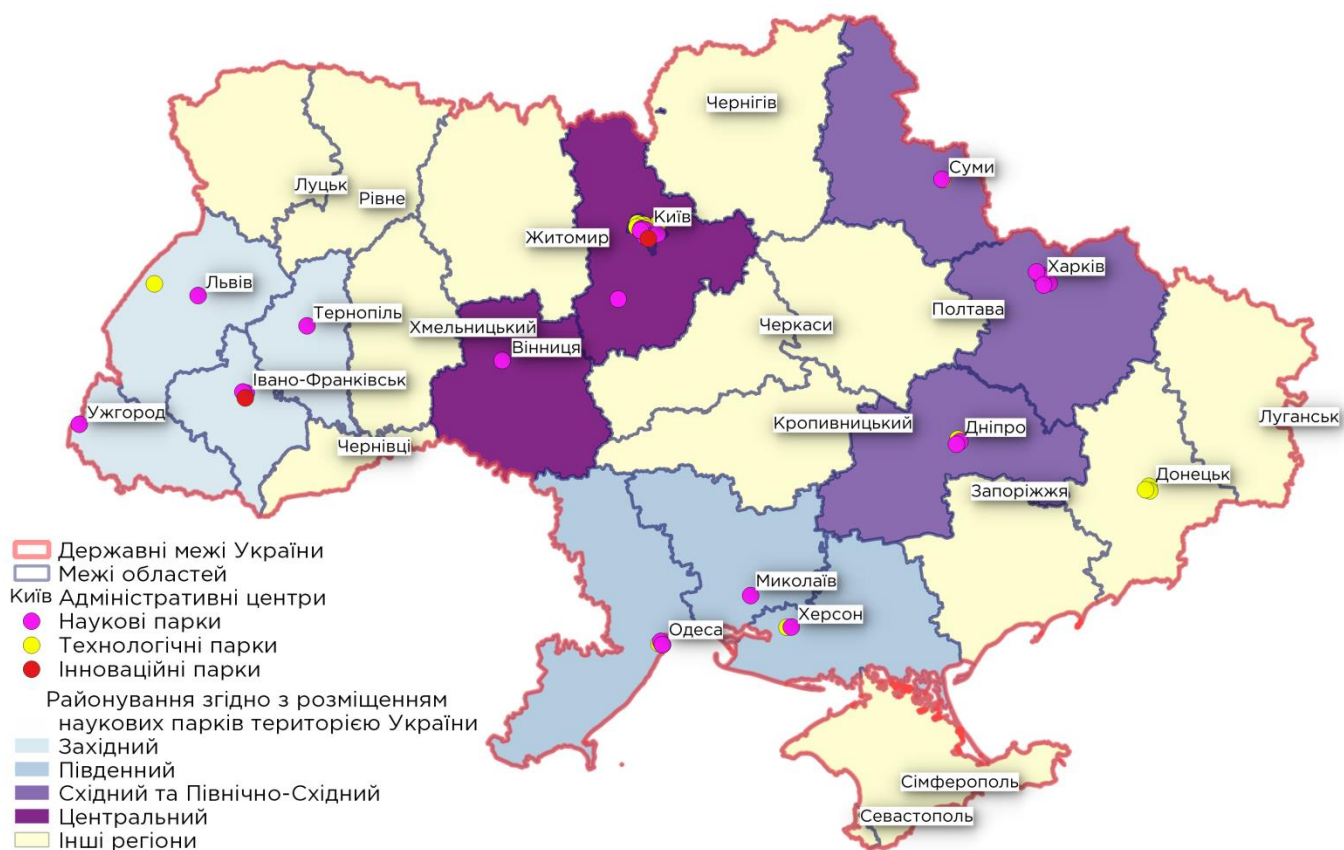 Чернігів
Суми
Луцьк
Рівне
Київ
Житомир
Харків
Львів
Тернопіль
Хмельницький
Вінниця
Черкаси
Полтава
Івано-Франківськ
Ужгород
Чернівці
Кропивницький
Дніпро
Луганськ
Донецьк
Запоріжжя
Миколаїв
Херсон
Одеса
Сімферополь
Севастополь
Державні межі України
Межі областей
Київ Адміністративні центри
Наукові парки
Технологічні парки
Інноваційні парки
Районування згідно з розміщенням
наукових парків територією України
Західний
Південний
Східний та Північно-Східний
Центральний
Інші регіони